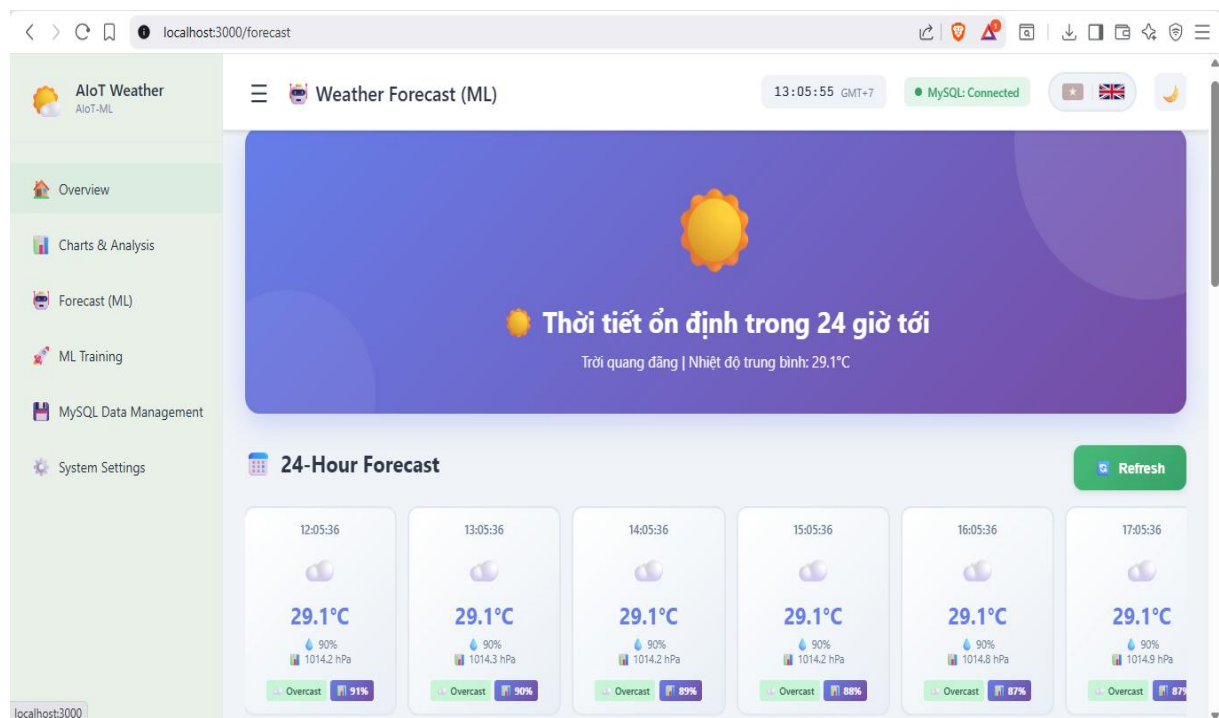 localhost:3000/forecast
AIoT Weather
AIoT-ML
Weather Forecast (ML)
13:05:55 GMT+7
MySQL: Connected
Overview
Charts & Analysis
Forecast (ML)
ML Training
MySQL Data Management
System Settings
Thời tiết ổn định trong 24 giờ tới
Trời quang đãng | Nhiệt độ trung bình: 29.1°C
24-Hour Forecast
Refresh
12:05:36
29.1°C
90%
1014.2 hPa
Overcast 91%
13:05:36
29.1°C
90%
1014.3 hPa
Overcast 90%
14:05:36
29.1°C
90%
1014.2 hPa
Overcast 89%
15:05:36
29.1°C
90%
1014.2 hPa
Overcast 88%
16:05:36
29.1°C
90%
1014.8 hPa
Overcast 87%
17:05:36
29.1°C
90%
1014.9 hPa
Overcast 87%
localhost:3000